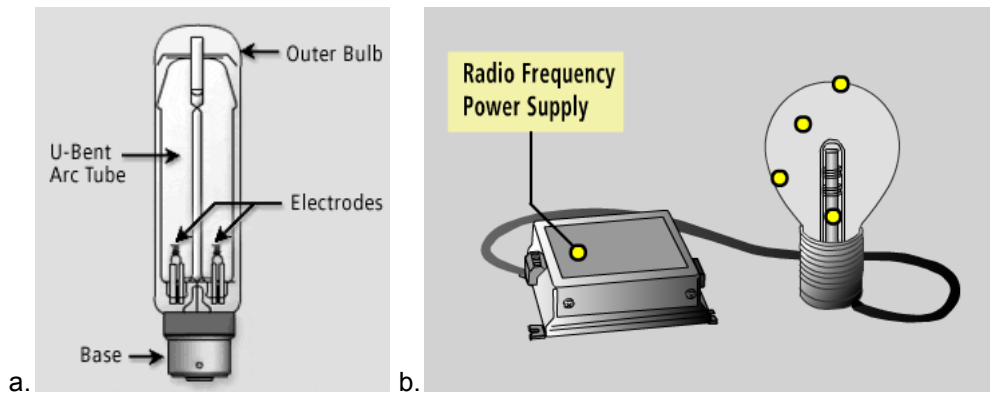 Outer Bulb
U-Bent
Arc Tube
Electrodes
Base
a.
Radio Frequency
Power Supply
b.